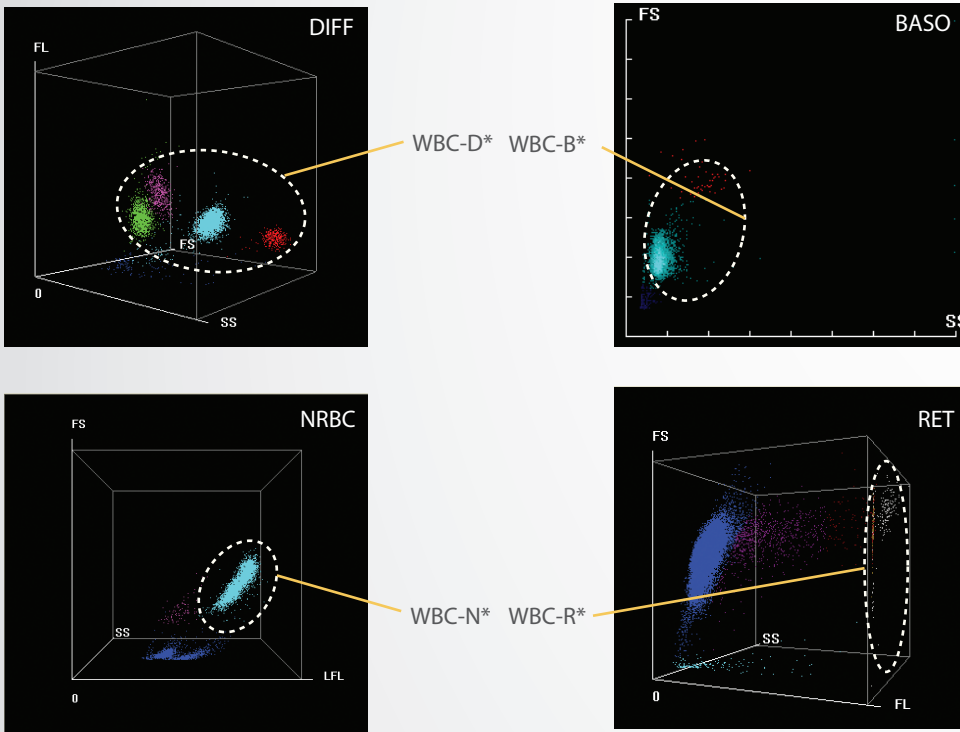 DIFF
FL
FS
0
SS
WBC-D* WBC-B*
FS
BASO
SS
NRBC
FS
SS
0
LFL
WBC-N* WBC-R*
RET
FS
SS
0
FL